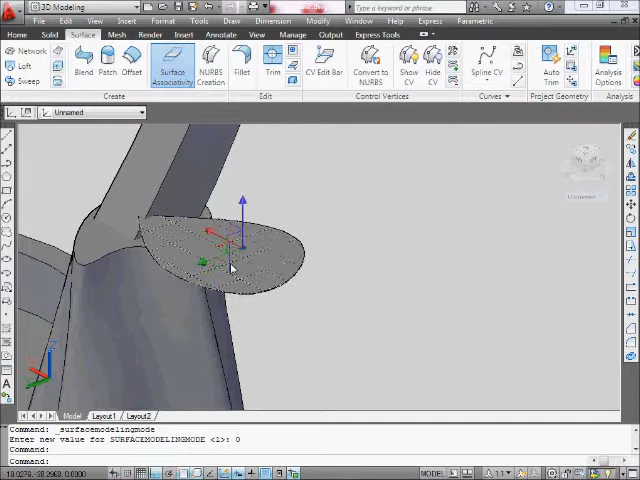 3D Modeling
Type a keyword or phrase
File Edit View Insert Format Tools Draw Dimension Modify Window Express Parametric
Home Solid Surface Mesh Render Insert Annotate View Manage Output Express Tools
Network
Loft
Sweep
Blend Patch Offset
Surface Associativity
NURBS Creation
Fillet
Trim
CV Edit Bar
Convert to NURBS
Show CV
Hide CV
Spline CV
Auto Trim
Analysis Options
Create Edit Control Vertices Curves Project Geometry Analysis
Unnamed
Unnamed
Z
Model Layout1 Layout2
Command: _surfacemodelingmode
Enter new value for SURFACEMODELINGMODE <1>: 0
Command:
Command:
MODEL
1:1